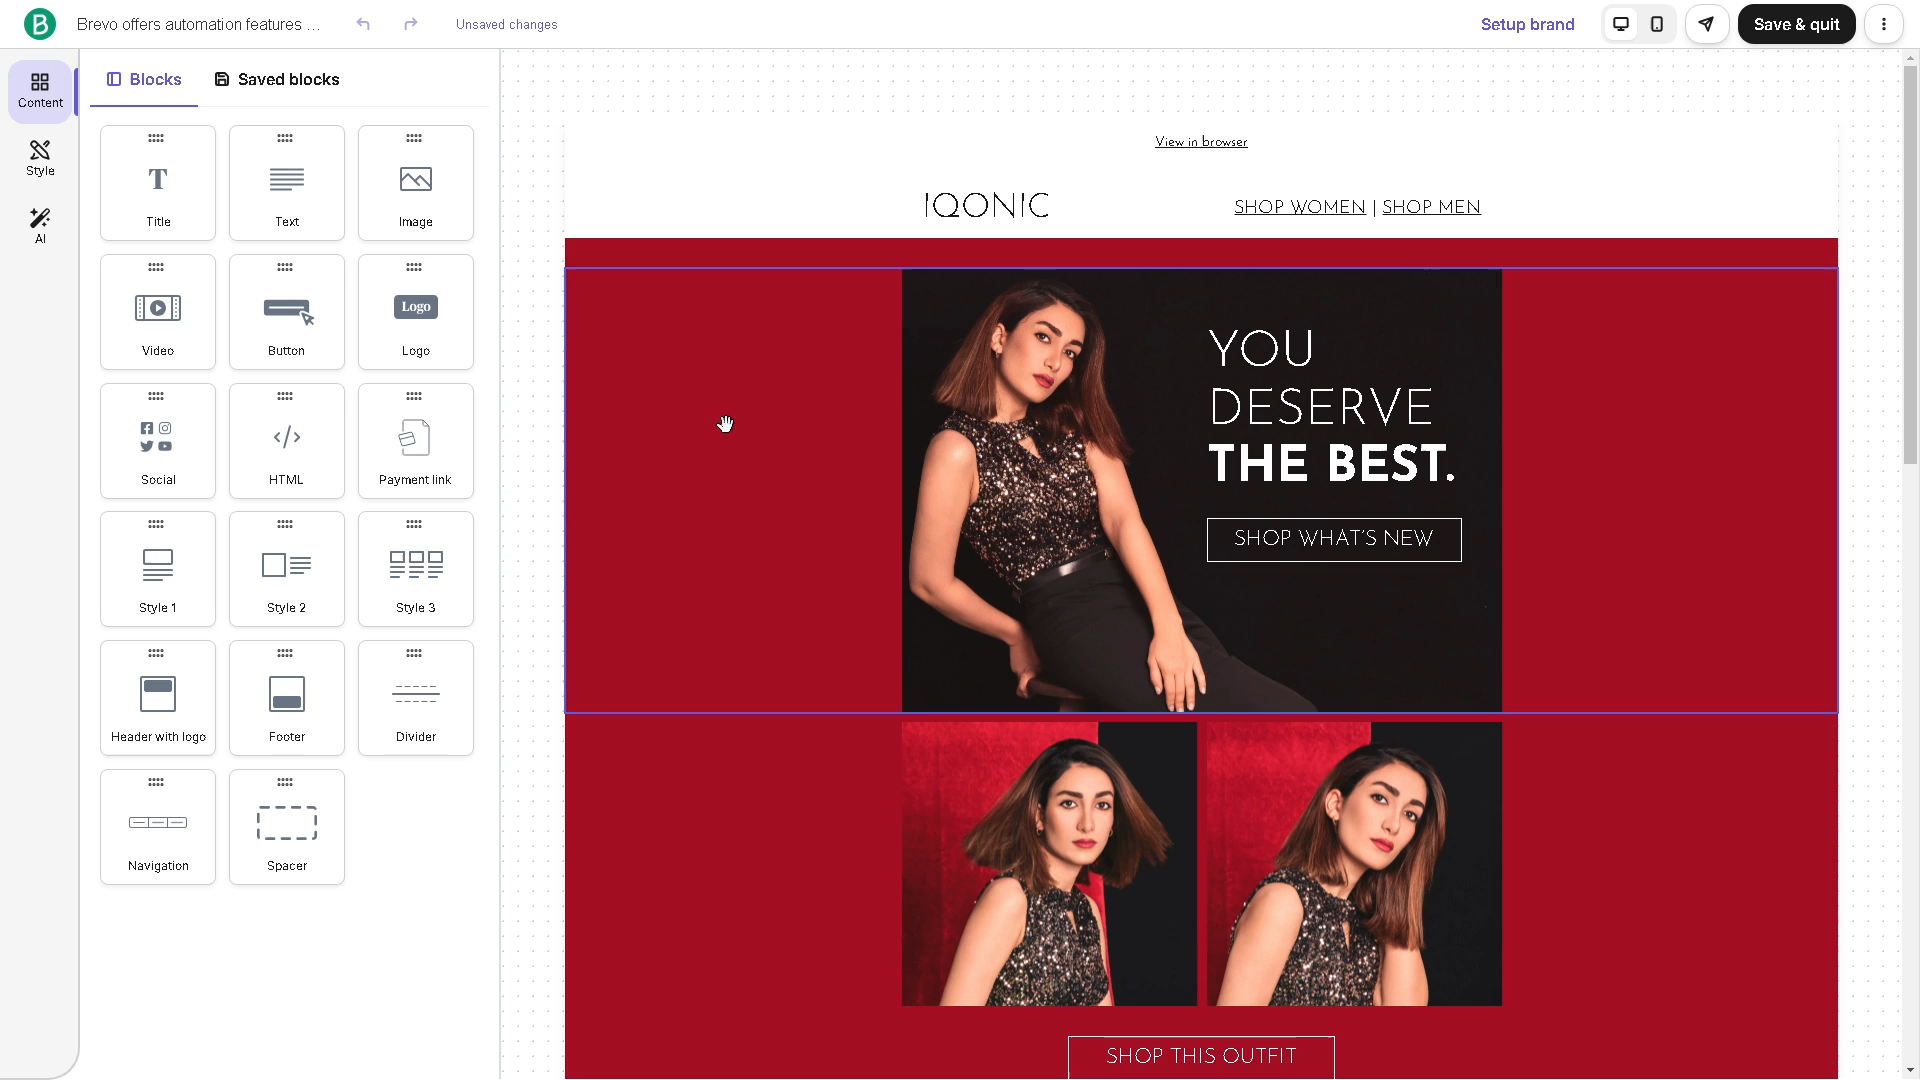 B
Brevo offers automation features ...
Unsaved changes
Setup brand
Save & quit
Content
Style
AI
Blocks
Saved blocks
T
Title
Text
Image
Video
Button
Logo
Logo
Social
</>
HTML
Payment link
Style 1
Style 2
Style 3
Header with logo
Footer
Divider
Navigation
Spacer
View in browser
IQONIC
SHOP WOMEN | SHOP MEN
YOU
DESERVE
THE BEST.
SHOP WHAT'S NEW
SHOP THIS OUTFIT